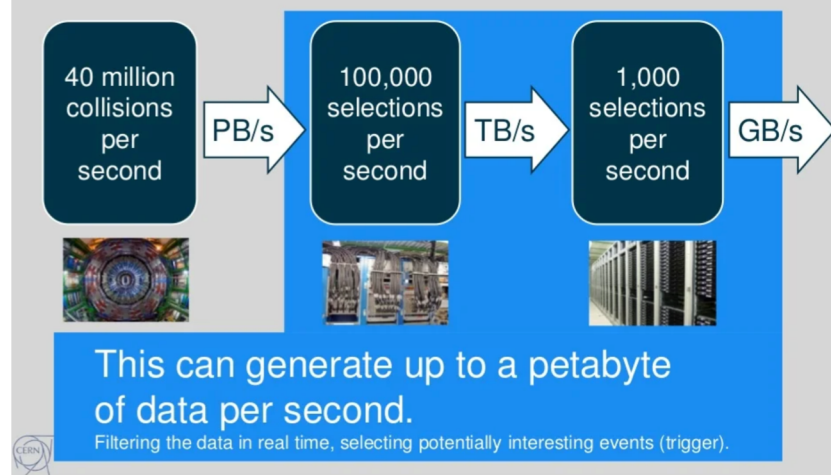 40 million
collisions
per
second
PB/s
100,000
selections
per
second
TB/s
1,000
selections
per
second
GB/s
This can generate up to a petabyte
of data per second.
Filtering the data in real time, selecting potentially interesting events (trigger).
CERN